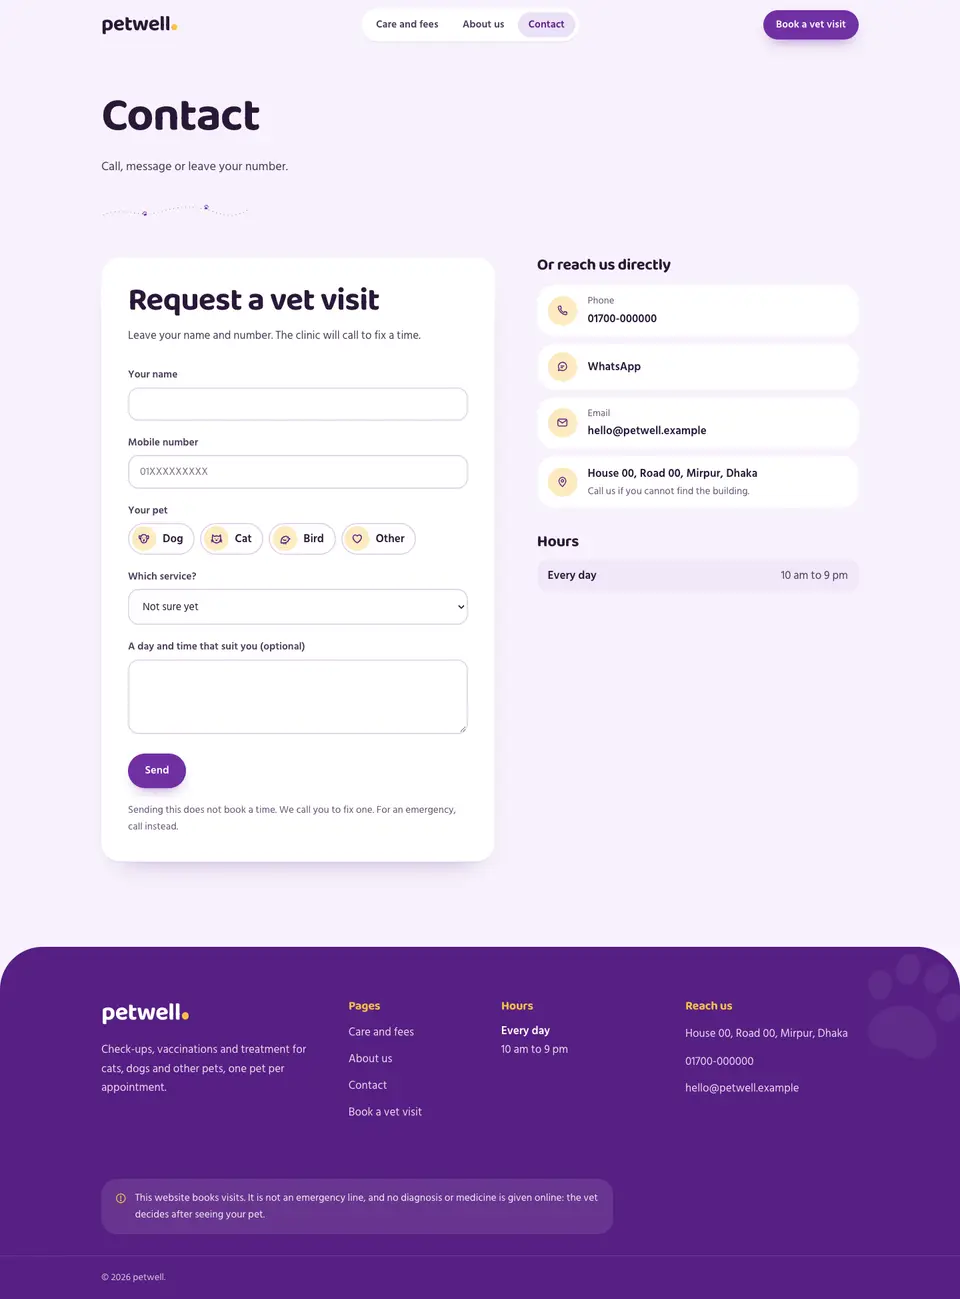 petwell.
Care and fees
About us
Contact
Book a vet visit
Contact
Call, message or leave your number.
Request a vet visit
Leave your name and number. The clinic will call to fix a time.
Your name
Mobile number
01XXXXXXXXX
Your pet
Dog
Cat
Bird
Other
Which service?
Not sure yet
A day and time that suit you (optional)
Send
Sending this does not book a time. We call you to fix one. For an emergency,
call instead.
Or reach us directly
Phone
01700-000000
WhatsApp
Email
hello@petwell.example
House 00, Road 00, Mirpur, Dhaka
Call us if you cannot find the building.
Hours
Every day
10 am to 9 pm
petwell.
Check-ups, vaccinations and treatment for
cats, dogs and other pets, one pet per
appointment.
Pages
Care and fees
About us
Contact
Book a vet visit
Hours
Every day
10 am to 9 pm
Reach us
House 00, Road 00, Mirpur, Dhaka
01700-000000
hello@petwell.example
This website books visits. It is not an emergency line, and no diagnosis or medicine is given online: the vet
decides after seeing your pet.
© 2026 petwell.